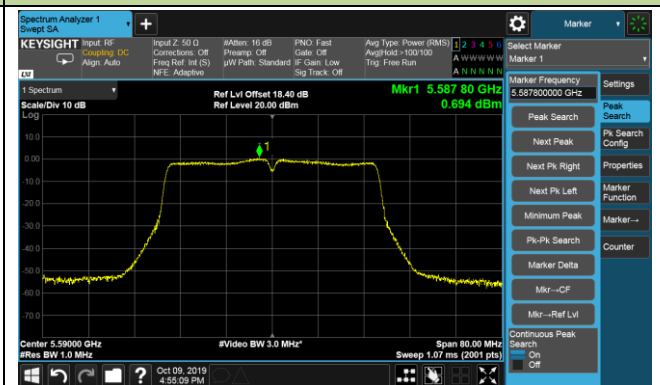 Spectrum Analyzer 1
Swept SA
Marker
KEYSIGHT
Input: RF
Coupling: DC
Align: Auto
Input Z: 50 Ω
Corrections: Off
Freq Ref: Int (S)
NFE: Adaptive
#Atten: 16 dB
Preamp: Off
µW Path: Standard
PNO: Fast
Gate: Off
IF Gain: Low
Sig Track: Off
Avg Type: Power (RMS)
Avg|Hold:>100/100
Trig: Free Run
1 2 3 4 5 6
A W W W W W
A N N N N N
Select Marker
Marker 1
LXI
1 Spectrum
Scale/Div 10 dB
Log
Ref Lvl Offset 18.40 dB
Ref Level 20.00 dBm
Mkr1 5.587 80 GHz
0.694 dBm
10.0
0.00
-10.0
-20.0
-30.0
-40.0
-50.0
-60.0
-70.0
1
Marker Frequency
5.587800000 GHz
Peak Search
Next Peak
Next Pk Right
Next Pk Left
Minimum Peak
Pk-Pk Search
Marker Delta
Mkr→CF
Mkr→Ref Lvl
Continuous Peak
Search
On
Off
Settings
Peak
Search
Pk Search
Config
Properties
Marker
Function
Marker→
Counter
Center 5.59000 GHz
#Res BW 1.0 MHz
#Video BW 3.0 MHz*
Span 80.00 MHz
Sweep 1.07 ms (2001 pts)
?
Oct 09, 2019
4:55:09 PM